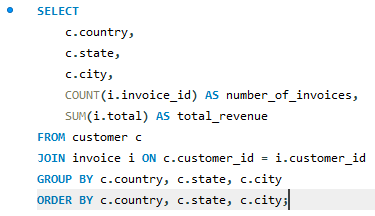 SELECT
c.country,
c.state,
c.city,
COUNT(i.invoice_id) AS number_of_invoices,
SUM(i.total) AS total_revenue
FROM customer c
JOIN invoice i ON c.customer_id = i.customer_id
GROUP BY c.country, c.state, c.city
ORDER BY c.country, c.state, c.city;